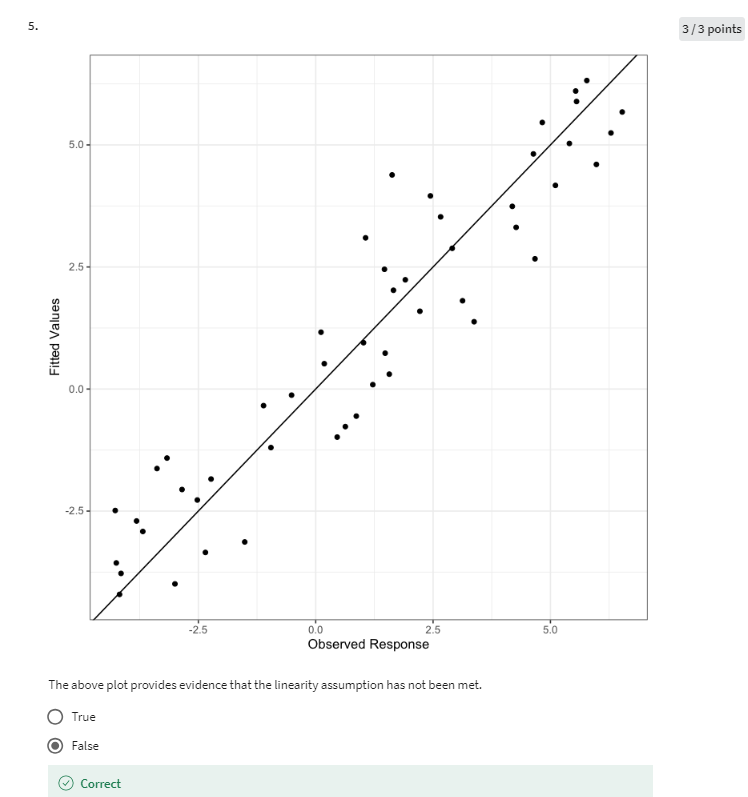 5.
3 / 3 points
5.0
2.5
0.0
-2.5
Fitted Values
-2.5 0.0 2.5 5.0
Observed Response
The above plot provides evidence that the linearity assumption has not been met.
True
False
Correct